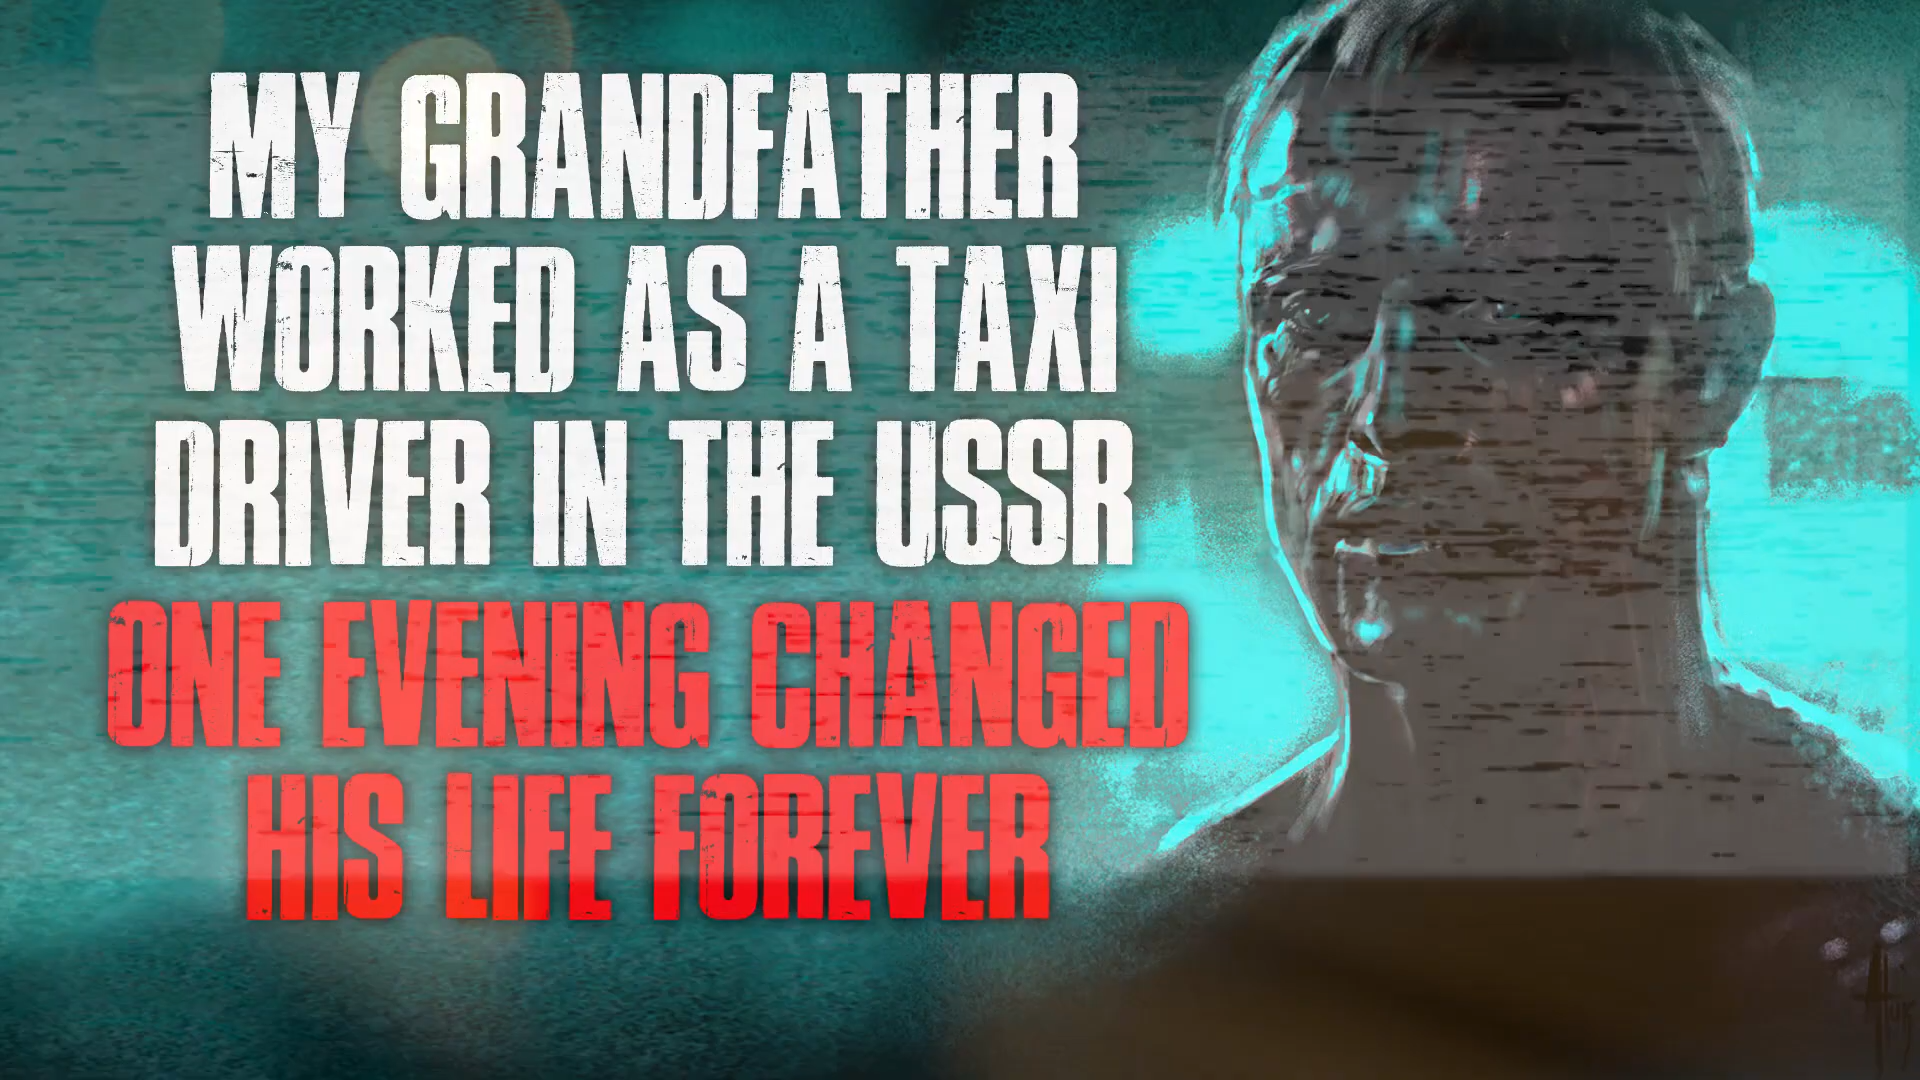 MY GRANDFATHER
WORKED AS A TAXI
DRIVER IN THE USSR
ONE EVENING CHANGED
HIS LIFE FOREVER